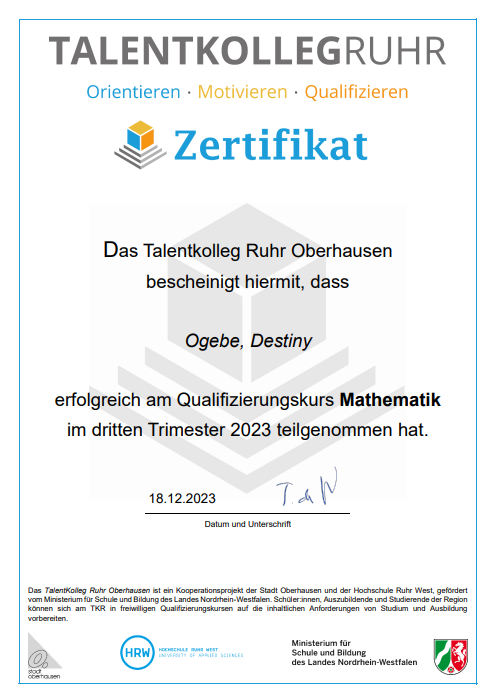 TALENTKOLLEGRUHR
Orientieren · Motivieren · Qualifizieren
Zertifikat
Das Talentkolleg Ruhr Oberhausen
bescheinigt hiermit, dass
Ogebe, Destiny
erfolgreich am Qualifizierungskurs Mathematik
im dritten Trimester 2023 teilgenommen hat.
18.12.2023
Datum und Unterschrift
Das TalentKolleg Ruhr Oberhausen ist ein Kooperationsprojekt der Stadt Oberhausen und der Hochschule Ruhr West, gefördert
vom Ministerium für Schule und Bildung des Landes Nordrhein-Westfalen. Schüler:innen, Auszubildende und Studierende der Region
können sich am TKR in freiwilligen Qualifizierungskursen auf die inhaltlichen Anforderungen von Studium und Ausbildung
vorbereiten.
stadt
oberhausen
HRW
HOCHSCHULE RUHR WEST
UNIVERSITY OF APPLIED SCIENCES
Ministerium für
Schule und Bildung
des Landes Nordrhein-Westfalen